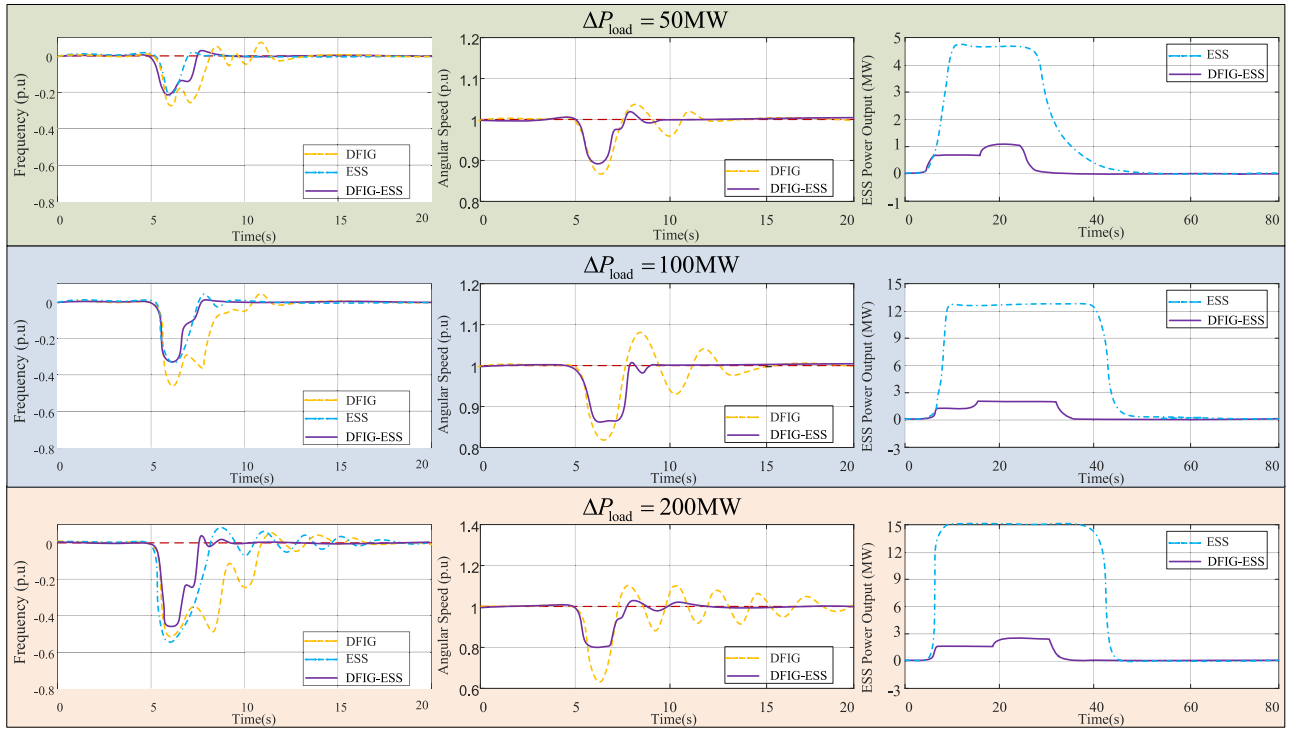 ΔP_load = 50MW
Frequency (p.u)
0
-0.2
-0.4
-0.6
-0.8
DFIG
ESS
DFIG-ESS
0 5 10 15 20
Time(s)
Angular Speed (p.u)
1.2
1.1
1.0
0.9
0.8
DFIG
DFIG-ESS
0 5 10 15 20
Time(s)
ESS Power Output (MW)
5
4
3
2
1
0
-1
ESS
DFIG-ESS
0 20 40 60 80
Time(s)
ΔP_load = 100MW
Frequency (p.u)
0
-0.2
-0.4
-0.6
-0.8
DFIG
ESS
DFIG-ESS
0 5 10 15 20
Time(s)
Angular Speed (p.u)
1.2
1.1
1.0
0.9
0.8
DFIG
DFIG-ESS
0 5 10 15 20
Time(s)
ESS Power Output (MW)
15
12
9
6
3
0
-3
ESS
DFIG-ESS
0 20 40 60 80
Time(s)
ΔP_load = 200MW
Frequency (p.u)
0
-0.2
-0.4
-0.6
-0.8
DFIG
ESS
DFIG-ESS
0 5 10 15 20
Time(s)
Angular Speed (p.u)
1.4
1.2
1.0
0.8
0.6
DFIG
DFIG-ESS
0 5 10 15 20
Time(s)
ESS Power Output (MW)
15
12
9
6
3
0
-3
ESS
DFIG-ESS
0 20 40 60 80
Time(s)